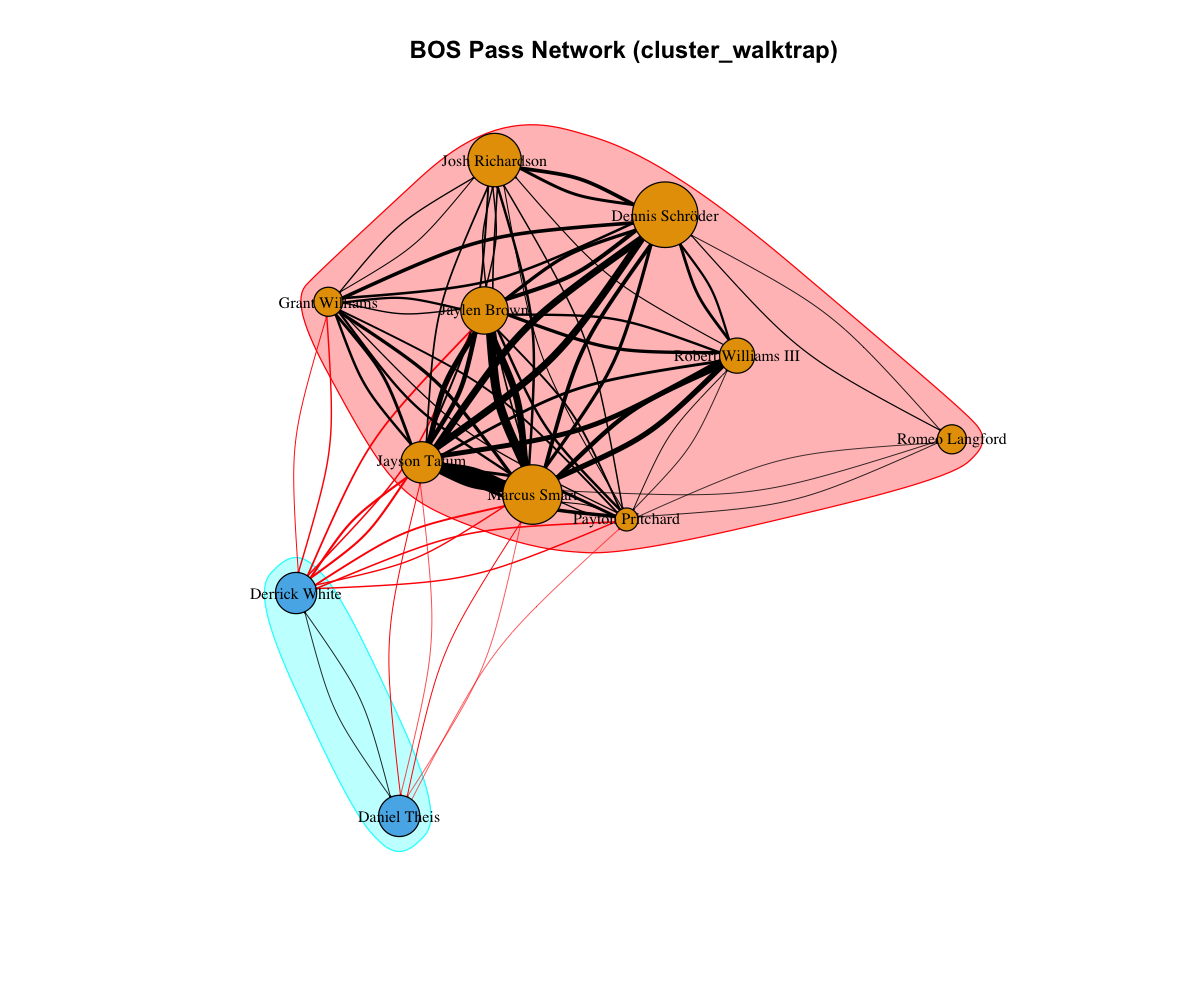 BOS Pass Network (cluster_walktrap)
Josh Richardson
Dennis Schröder
Grant Williams
Jaylen Brown
Robert Williams III
Romeo Langford
Jayson Tatum
Marcus Smart
Payton Pritchard
Derrick White
Daniel Theis